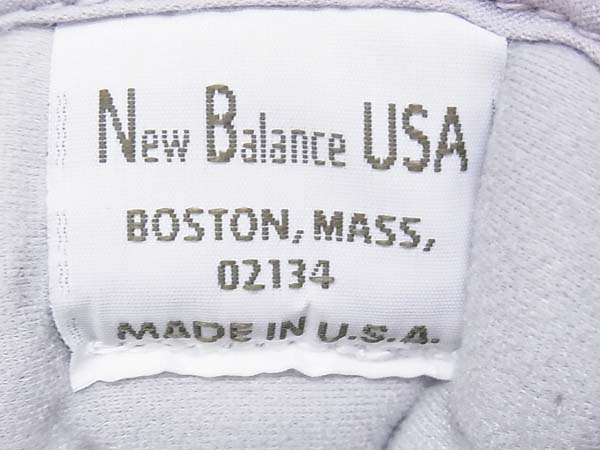 New Balance USA
BOSTON, MASS,
02134
MADE IN U.S.A.